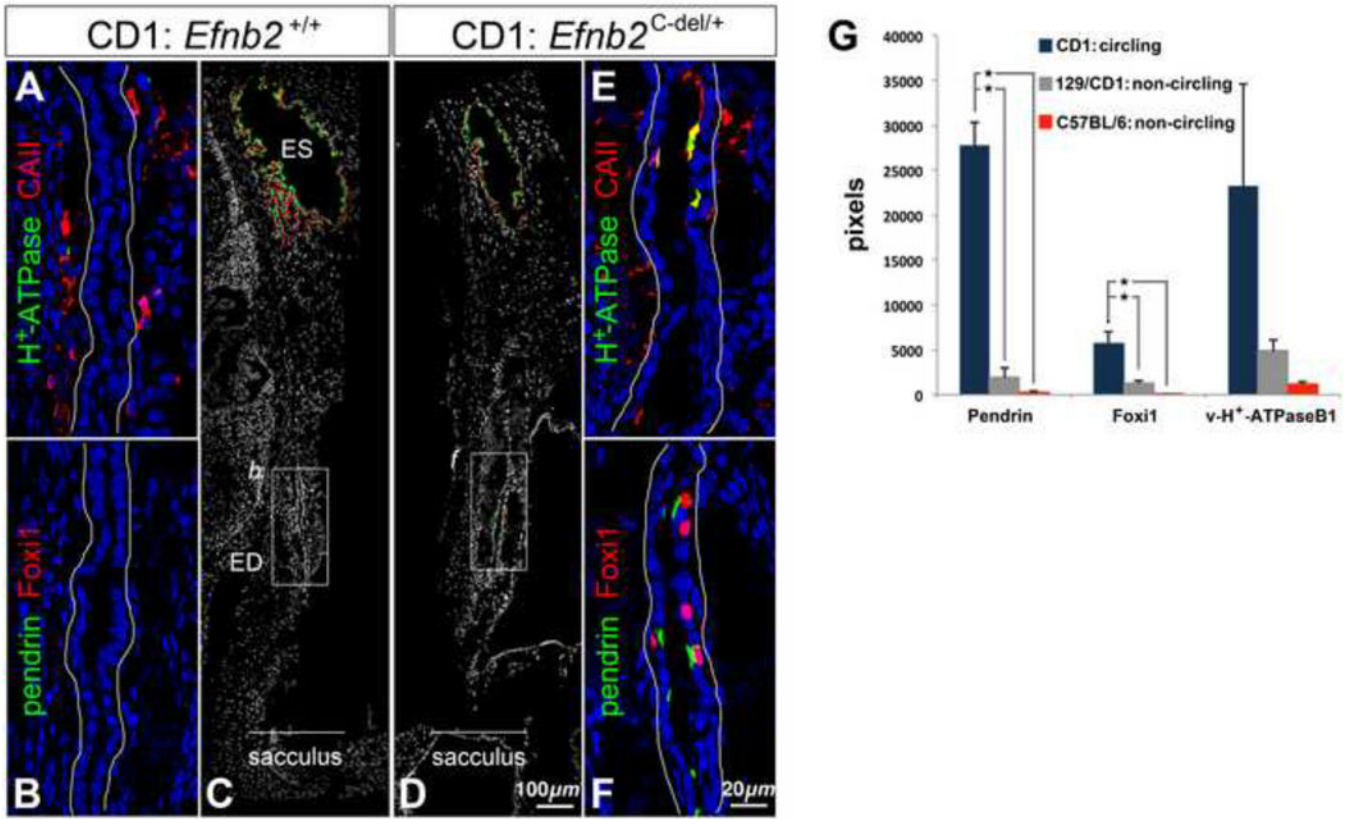 CD1: Efnb2+/+
CD1: Efnb2C-del/+
A
H+-ATPase CAII
B
pendrin Foxi1
C
ES
b
ED
sacculus
D
sacculus
100µm
E
H+-ATPase CAII
F
pendrin Foxi1
20µm
G
pixels
40000
35000
30000
25000
20000
15000
10000
5000
0
CD1: circling
129/CD1: non-circling
C57BL/6: non-circling
*
*
*
*
Pendrin
Foxi1
v-H+-ATPaseB1